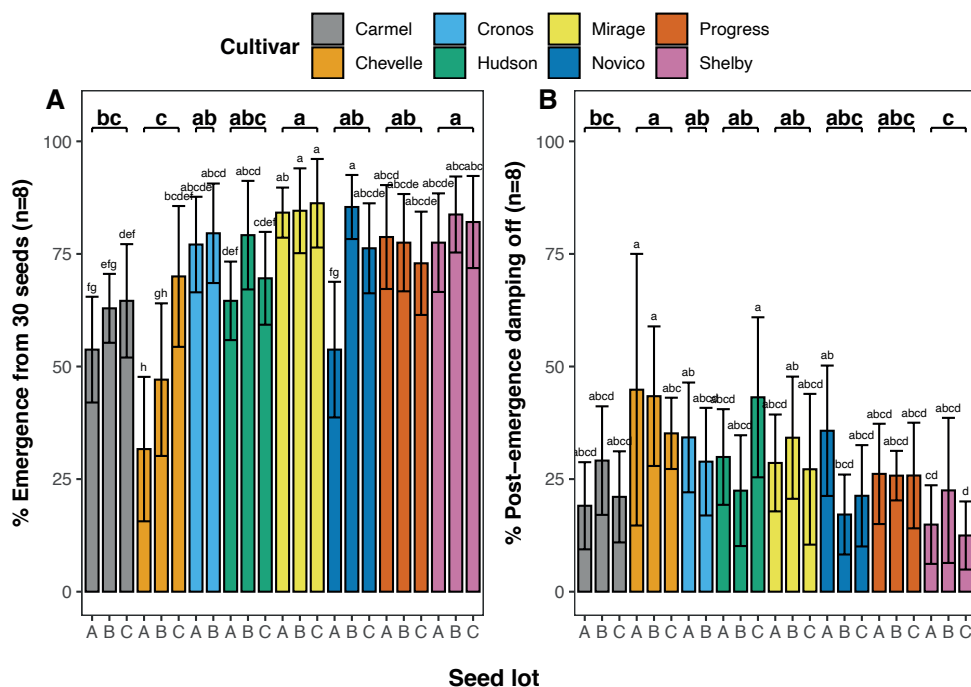 Cultivar
Carmel Cronos Mirage Progress
Chevelle Hudson Novico Shelby
A
bc c ab abc a ab ab a
100
75
50
25
0
% Emergence from 30 seeds (n=8)
fg efg def h gh bcdef abcde abcd def abcd cdef ab a a fg a abcde abcd abcde abcde abcde abc abc
A B C A B C A B A B C A B C A B C A B C A B C
B
bc a ab ab ab abc abc c
100
75
50
25
0
% Post−emergence damping off (n=8)
abcd abcd abcd a a abc ab abcd abcd abcd a abcd ab abcd ab bcd abcd abcd abcd abcd cd abcd d
A B C A B C A B A B C A B C A B C A B C A B C
Seed lot